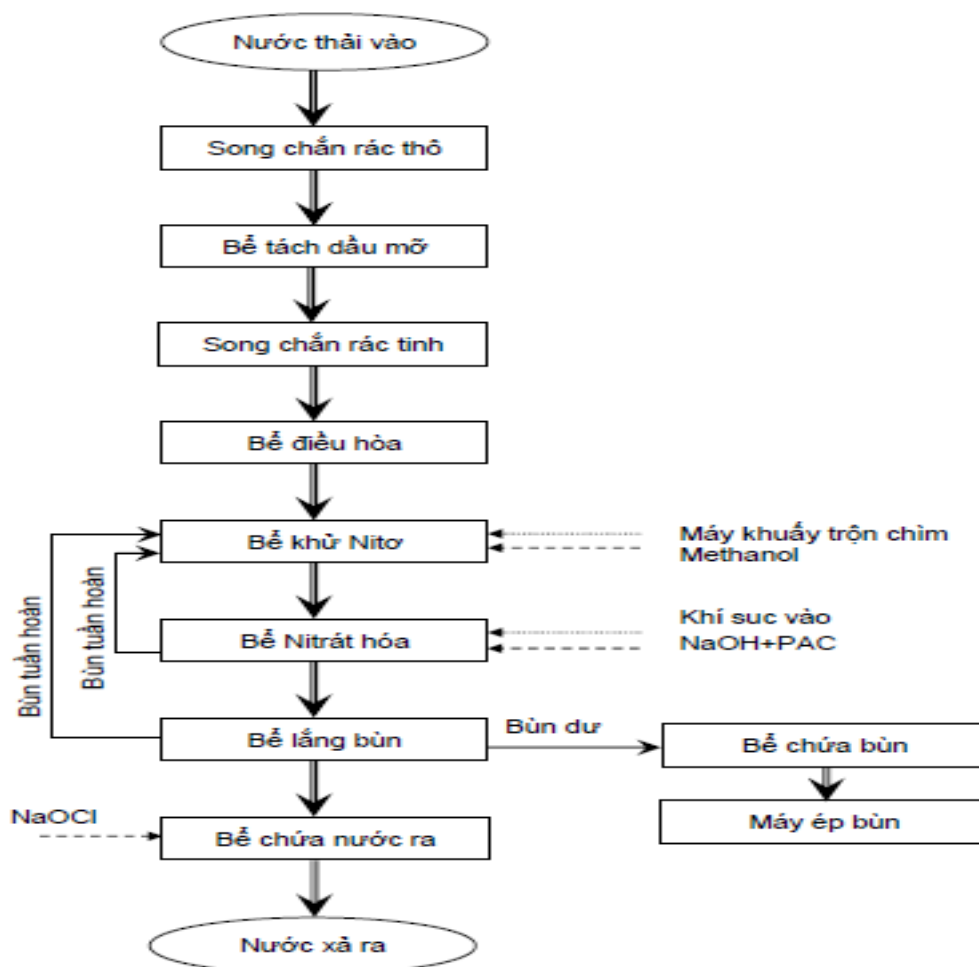 Nước thải vào
Song chắn rác thô
Bể tách dầu mỡ
Song chắn rác tinh
Bể điều hòa
Bể khử Nitơ
Máy khuấy trộn chìm
Methanol
Bùn tuần hoàn
Bùn tuần hoàn
Bể Nitrát hóa
Khí suc vào
NaOH+PAC
Bể lắng bùn
Bùn dư
Bể chứa bùn
Máy ép bùn
NaOCl
Bể chứa nước ra
Nước xả ra